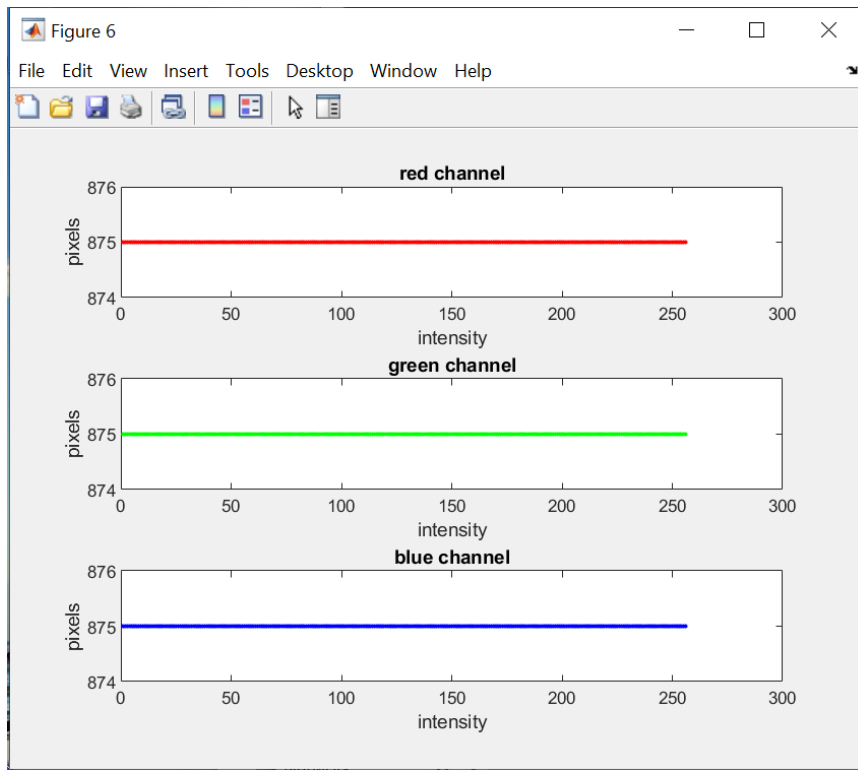 Figure 6
File Edit View Insert Tools Desktop Window Help
red channel
876
875
874
pixels
0 50 100 150 200 250 300
intensity
green channel
876
875
874
pixels
0 50 100 150 200 250 300
intensity
blue channel
876
875
874
pixels
0 50 100 150 200 250 300
intensity